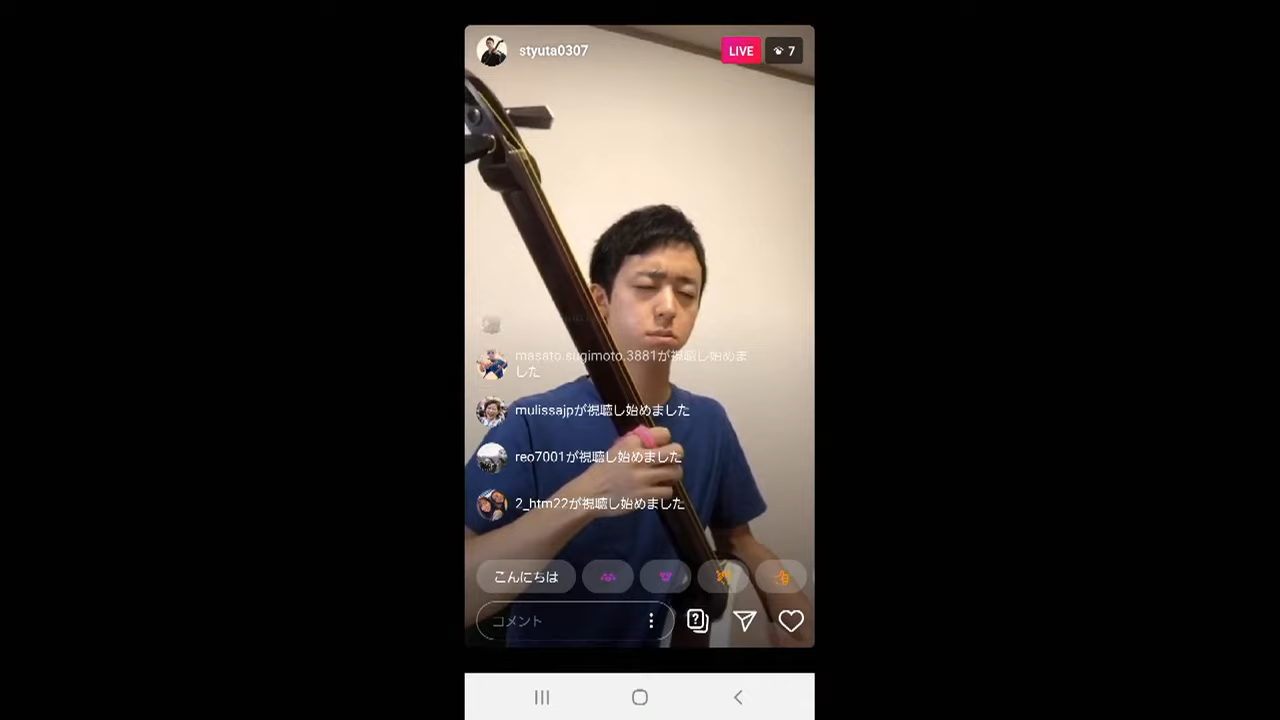 styuta0307
LIVE
7
masato.sugimoto.3881が視聴し始めま
した
mulissajpが視聴し始めました
reo7001が視聴し始めました
2_htm22が視聴し始めました
こんにちは
コメント